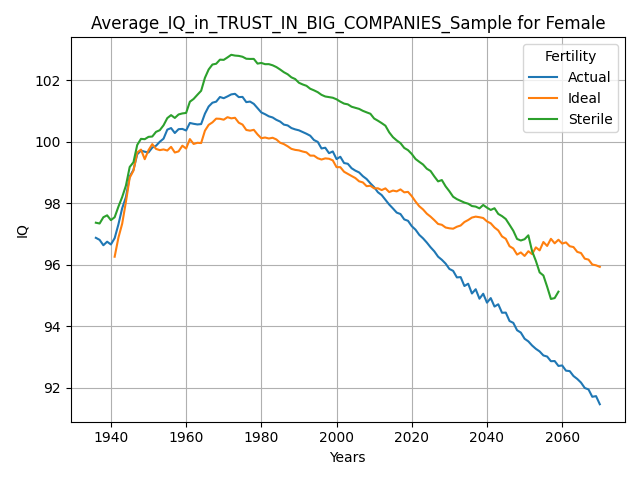 Average_IQ_in_TRUST_IN_BIG_COMPANIES_Sample for Female
Fertility
Actual
Ideal
Sterile
IQ
102
100
98
96
94
92
1940 1960 1980 2000 2020 2040 2060
Years